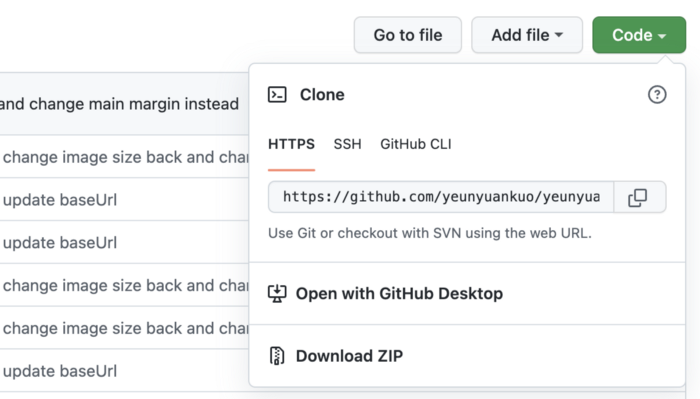 Go to file
Add file
Code
and change main margin instead
Clone
HTTPS
SSH
GitHub CLI
change image size back and cha
https://github.com/yeunyuankuo/yeunyua
update baseUrl
Use Git or checkout with SVN using the web URL.
update baseUrl
change image size back and cha
Open with GitHub Desktop
change image size back and cha
Download ZIP
update baseUrl